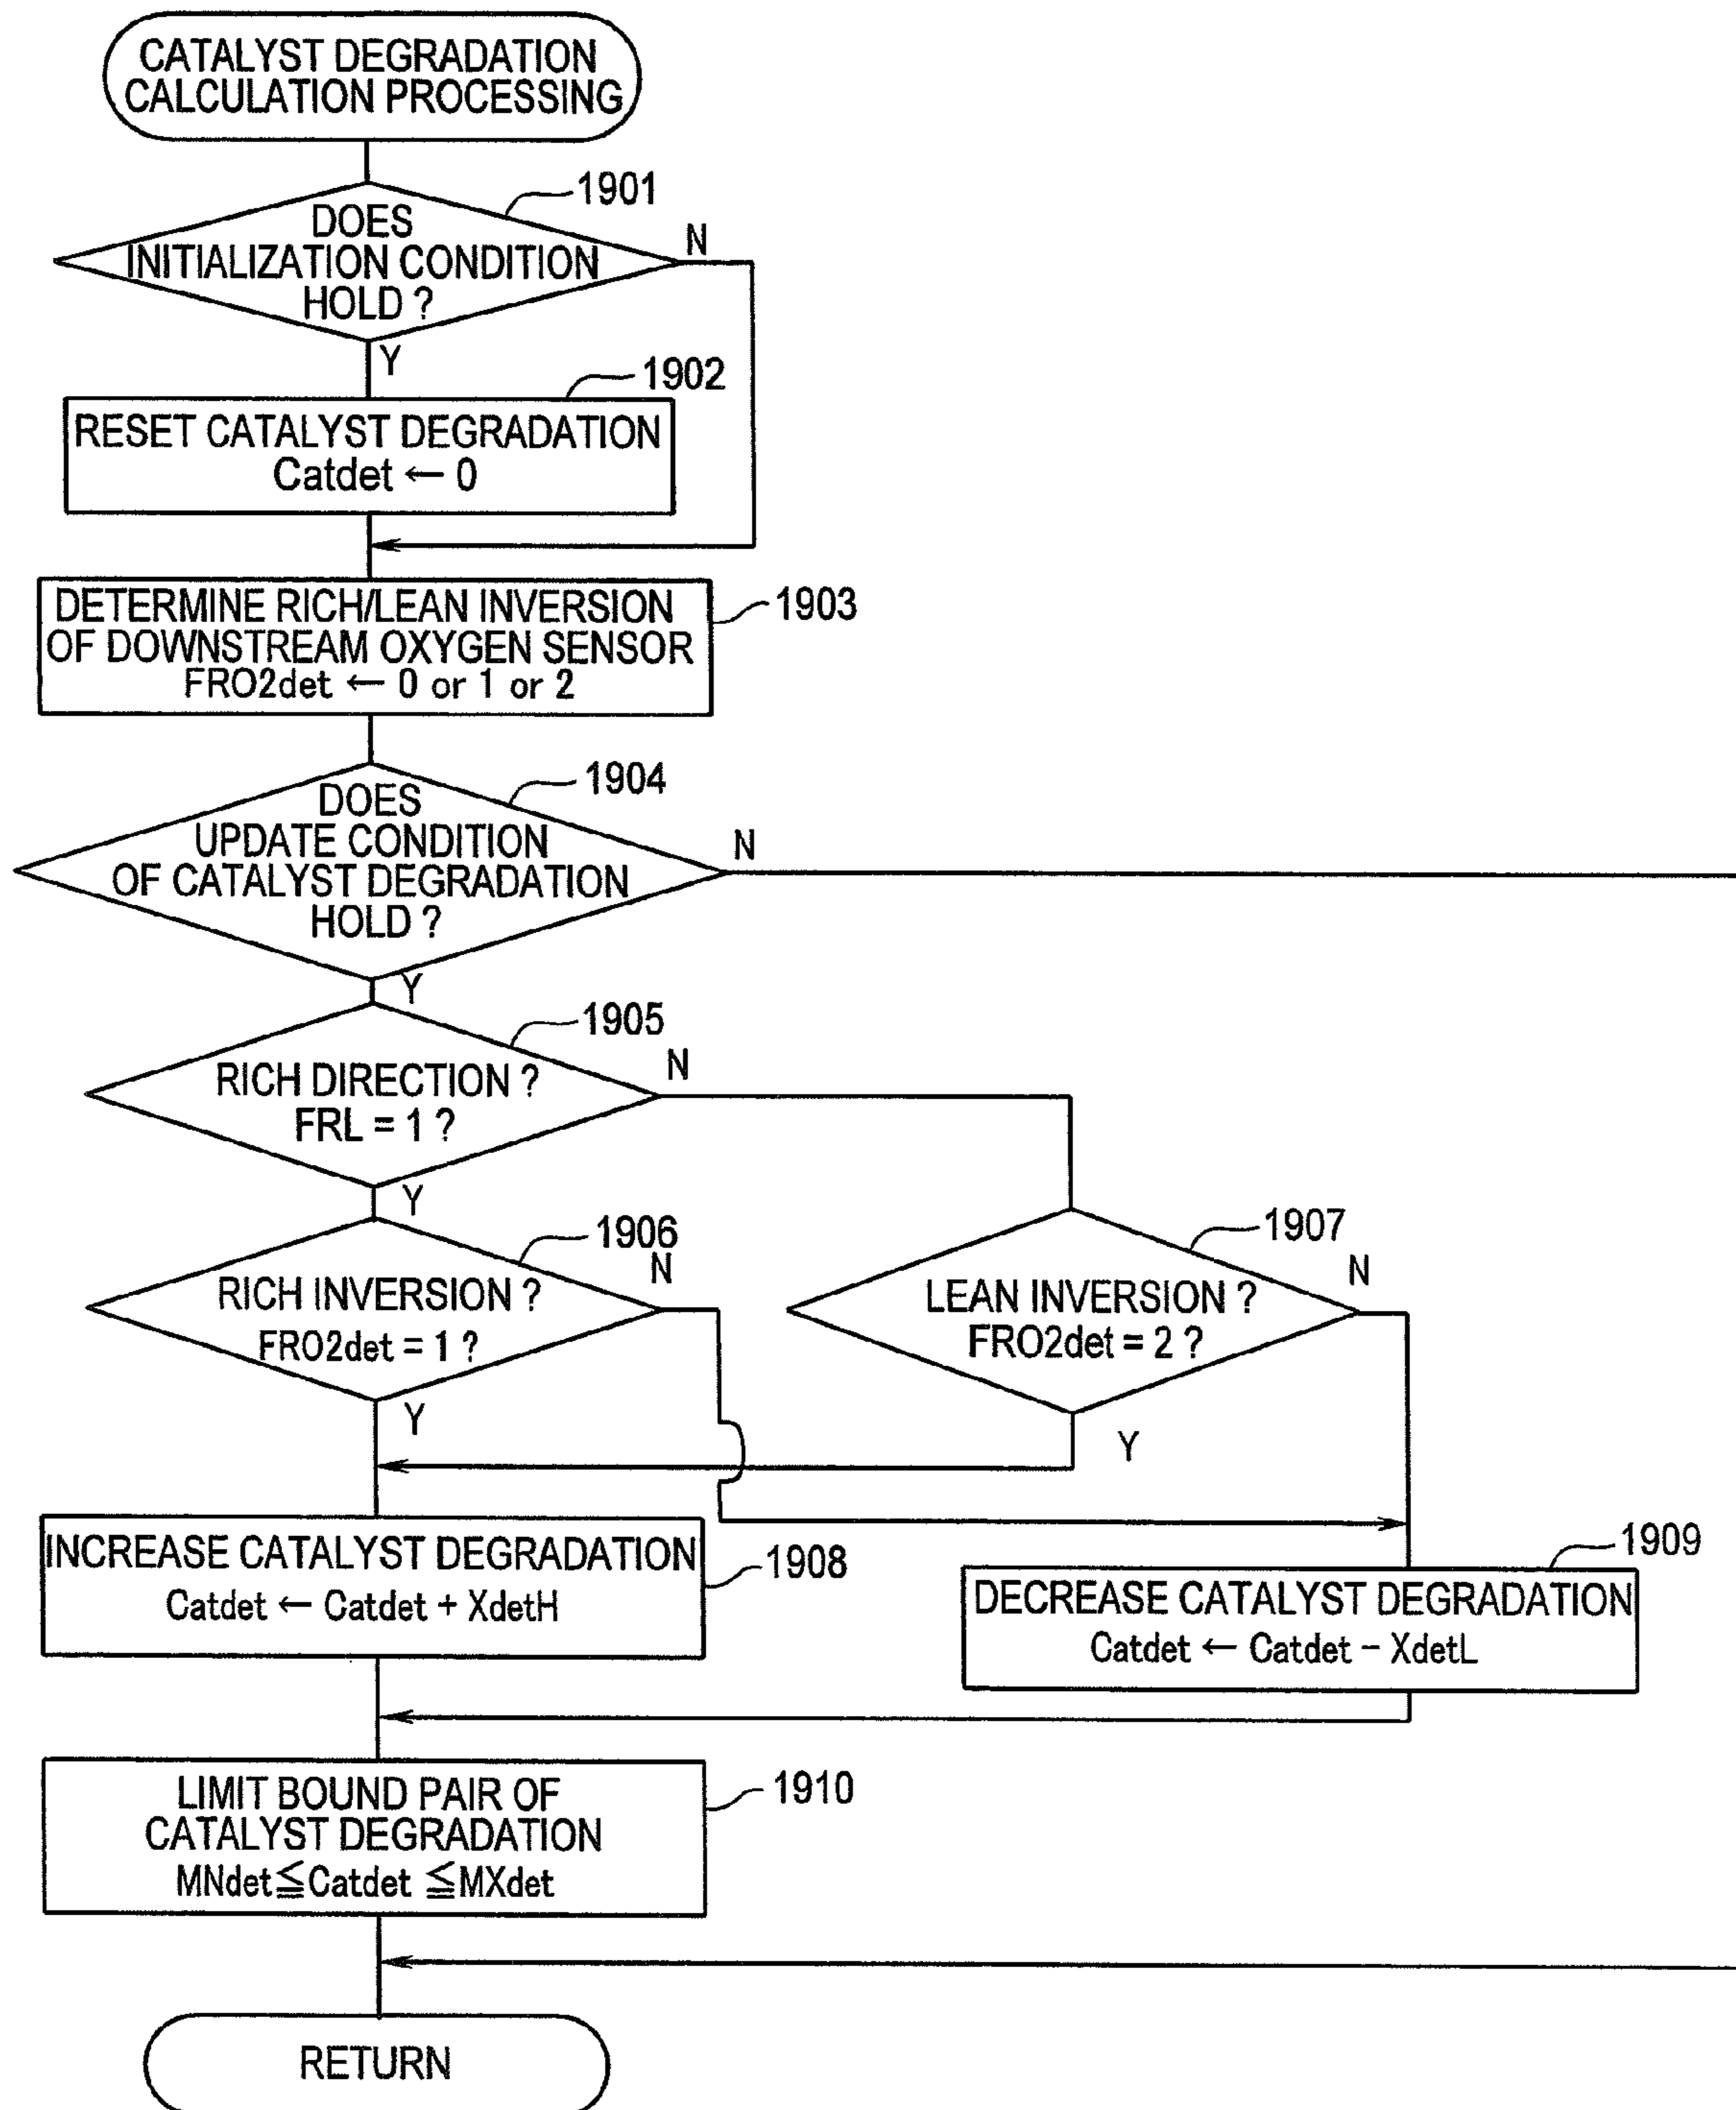 CATALYST DEGRADATION
CALCULATION PROCESSING
1901
DOES
INITIALIZATION CONDITION
HOLD ?
N
Y
1902
RESET CATALYST DEGRADATION
Catdet ← 0
DETERMINE RICH/LEAN INVERSION
OF DOWNSTREAM OXYGEN SENSOR
FRO2det ← 0 or 1 or 2
1903
1904
DOES
UPDATE CONDITION
OF CATALYST DEGRADATION
HOLD ?
N
Y
1905
RICH DIRECTION ?
FRL = 1 ?
N
Y
1906
RICH INVERSION ?
FRO2det = 1 ?
N
Y
1907
LEAN INVERSION ?
FRO2det = 2 ?
N
Y
INCREASE CATALYST DEGRADATION
Catdet ← Catdet + XdetH
1908
1909
DECREASE CATALYST DEGRADATION
Catdet ← Catdet − XdetL
LIMIT BOUND PAIR OF
CATALYST DEGRADATION
MNdet≦Catdet ≦MXdet
1910
RETURN